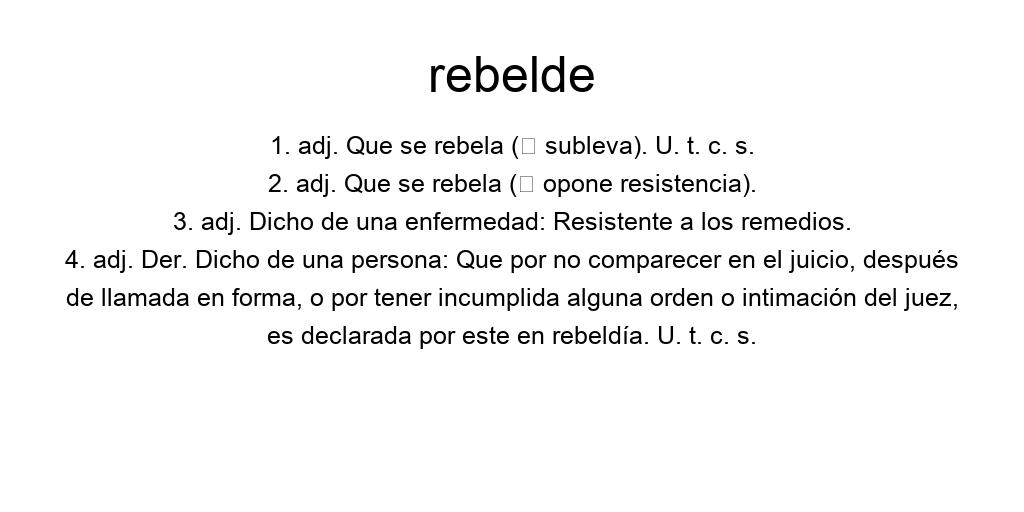 rebelde
1. adj. Que se rebela (□ subleva). U. t. c. s.
2. adj. Que se rebela (□ opone resistencia).
3. adj. Dicho de una enfermedad: Resistente a los remedios.
4. adj. Der. Dicho de una persona: Que por no comparecer en el juicio, después
de llamada en forma, o por tener incumplida alguna orden o intimación del juez,
es declarada por este en rebeldía. U. t. c. s.